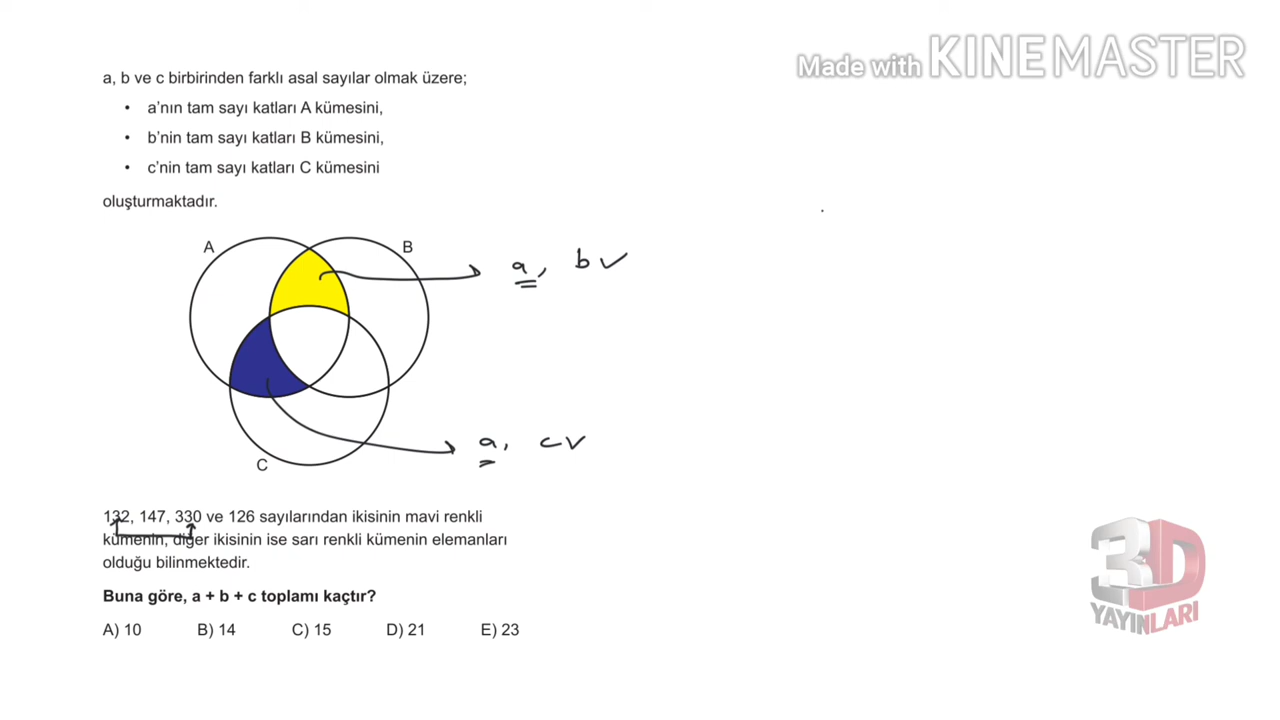 Made with KINEMASTER
a, b ve c birbirinden farklı asal sayılar olmak üzere;
• a'nın tam sayı katları A kümesini,
• b'nin tam sayı katları B kümesini,
• c'nin tam sayı katları C kümesini
oluşturmaktadır.
A
B
a, b✓
a, c✓
C
132, 147, 330 ve 126 sayılarından ikisinin mavi renkli
kümenin, diğer ikisinin ise sarı renkli kümenin elemanları
olduğu bilinmektedir.
Buna göre, a + b + c toplamı kaçtır?
A) 10 B) 14 C) 15 D) 21 E) 23
3D
YAYINLARI